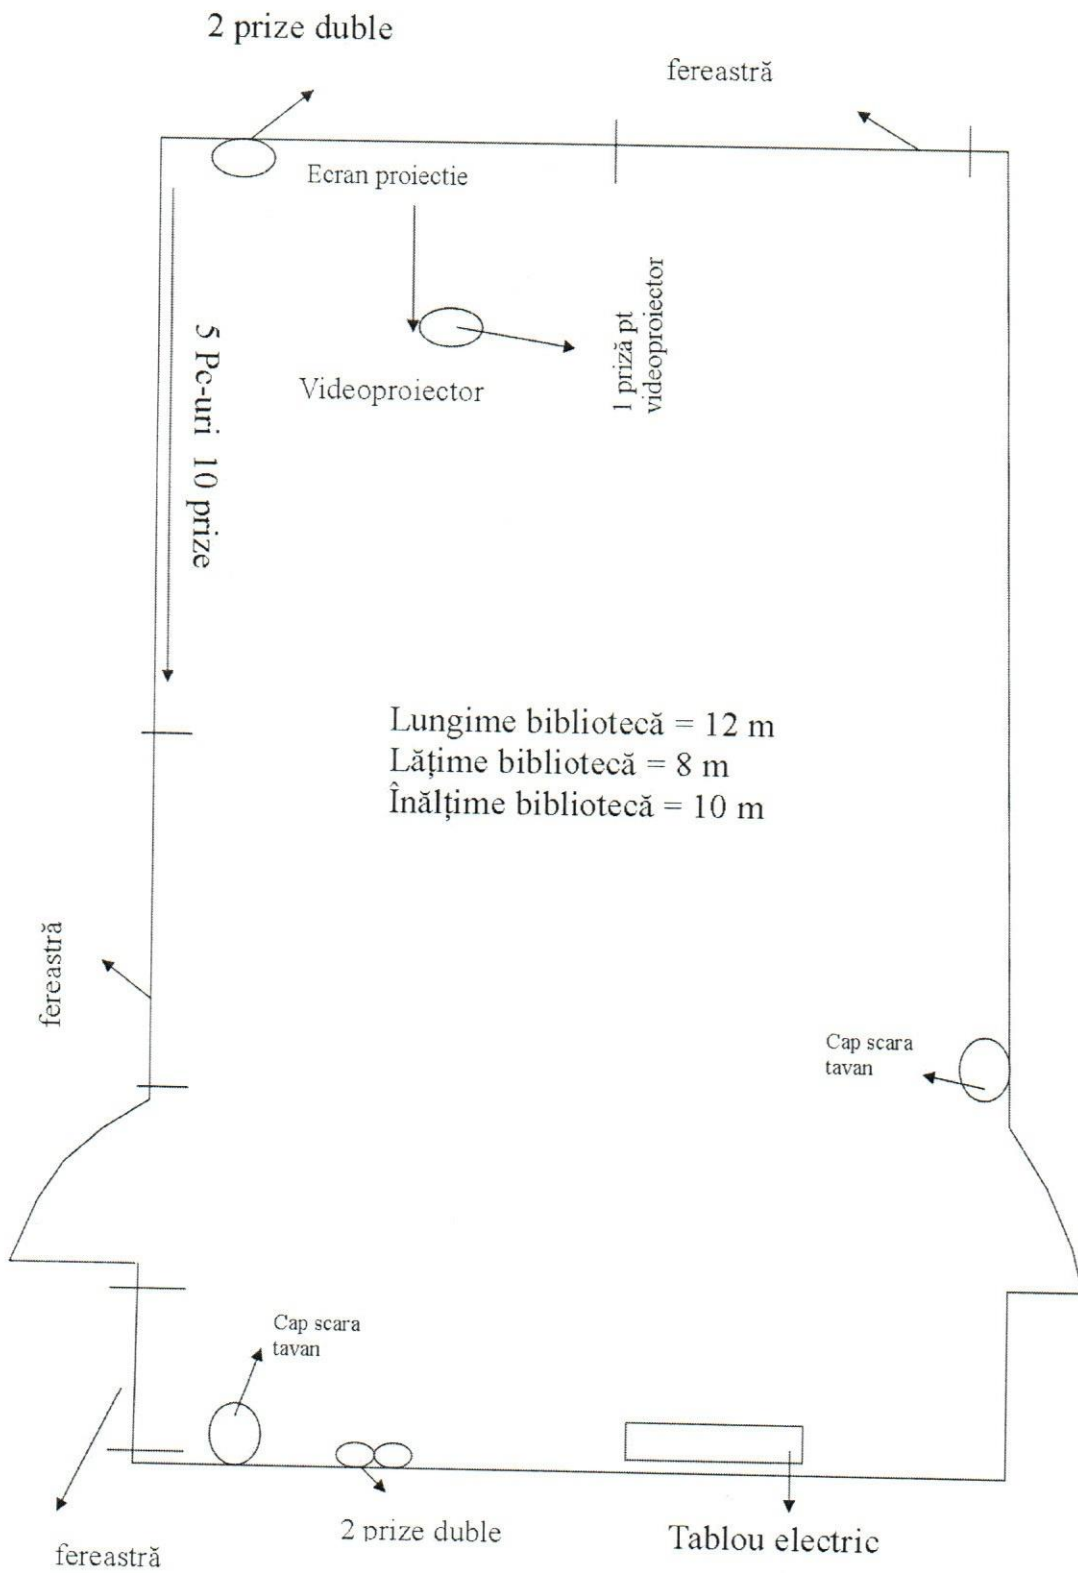 2 prize duble
fereastră
Ecran proiectie
1 priză pt
videoproiector
Videoproiector
5 Pc-uri 10 prize
Lungime bibliotecă = 12 m
Lățime bibliotecă = 8 m
Înălțime bibliotecă = 10 m
fereastră
Cap scara
tavan
Cap scara
tavan
2 prize duble
Tablou electric
fereastră